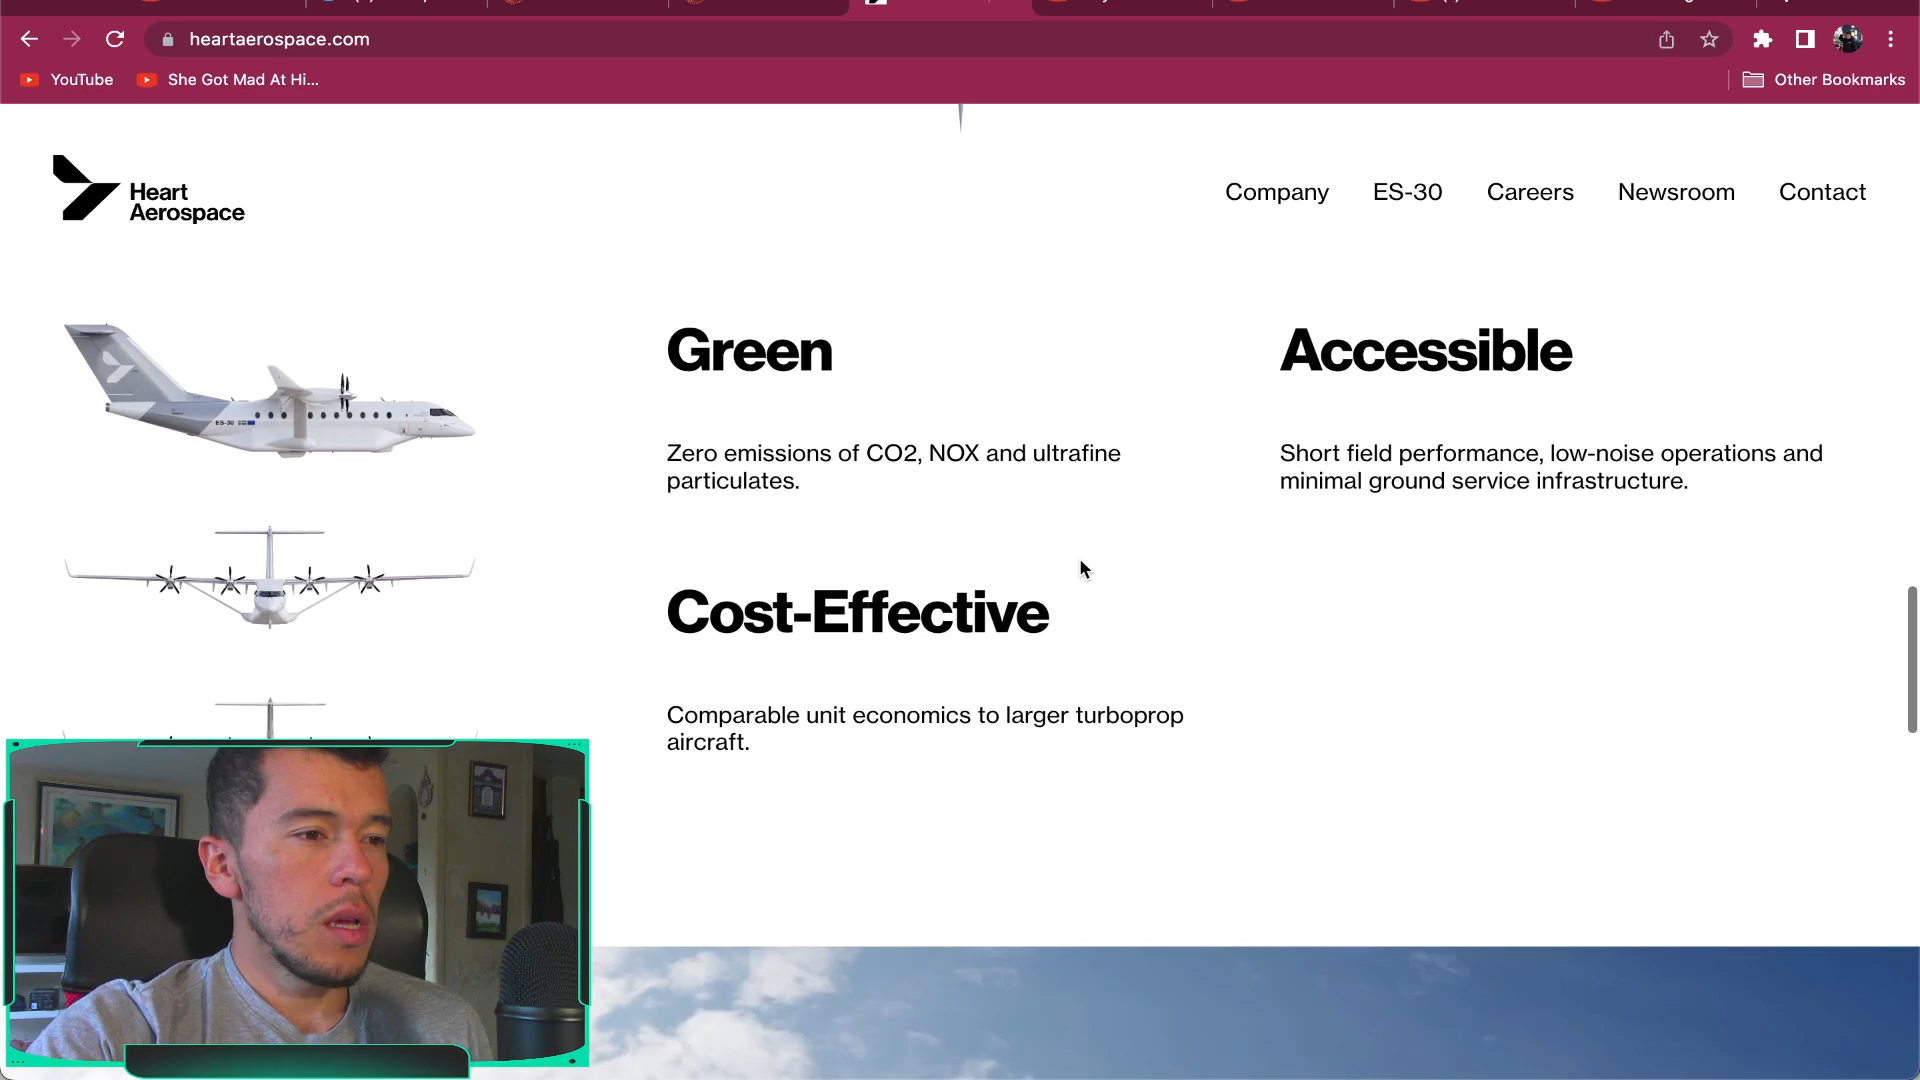 heartaerospace.com
YouTube
She Got Mad At Hi...
Other Bookmarks
Heart
Aerospace
Company
ES-30
Careers
Newsroom
Contact
ES-30
Green
Zero emissions of CO2, NOX and ultrafine
particulates.
Accessible
Short field performance, low-noise operations and
minimal ground service infrastructure.
Cost-Effective
Comparable unit economics to larger turboprop
aircraft.